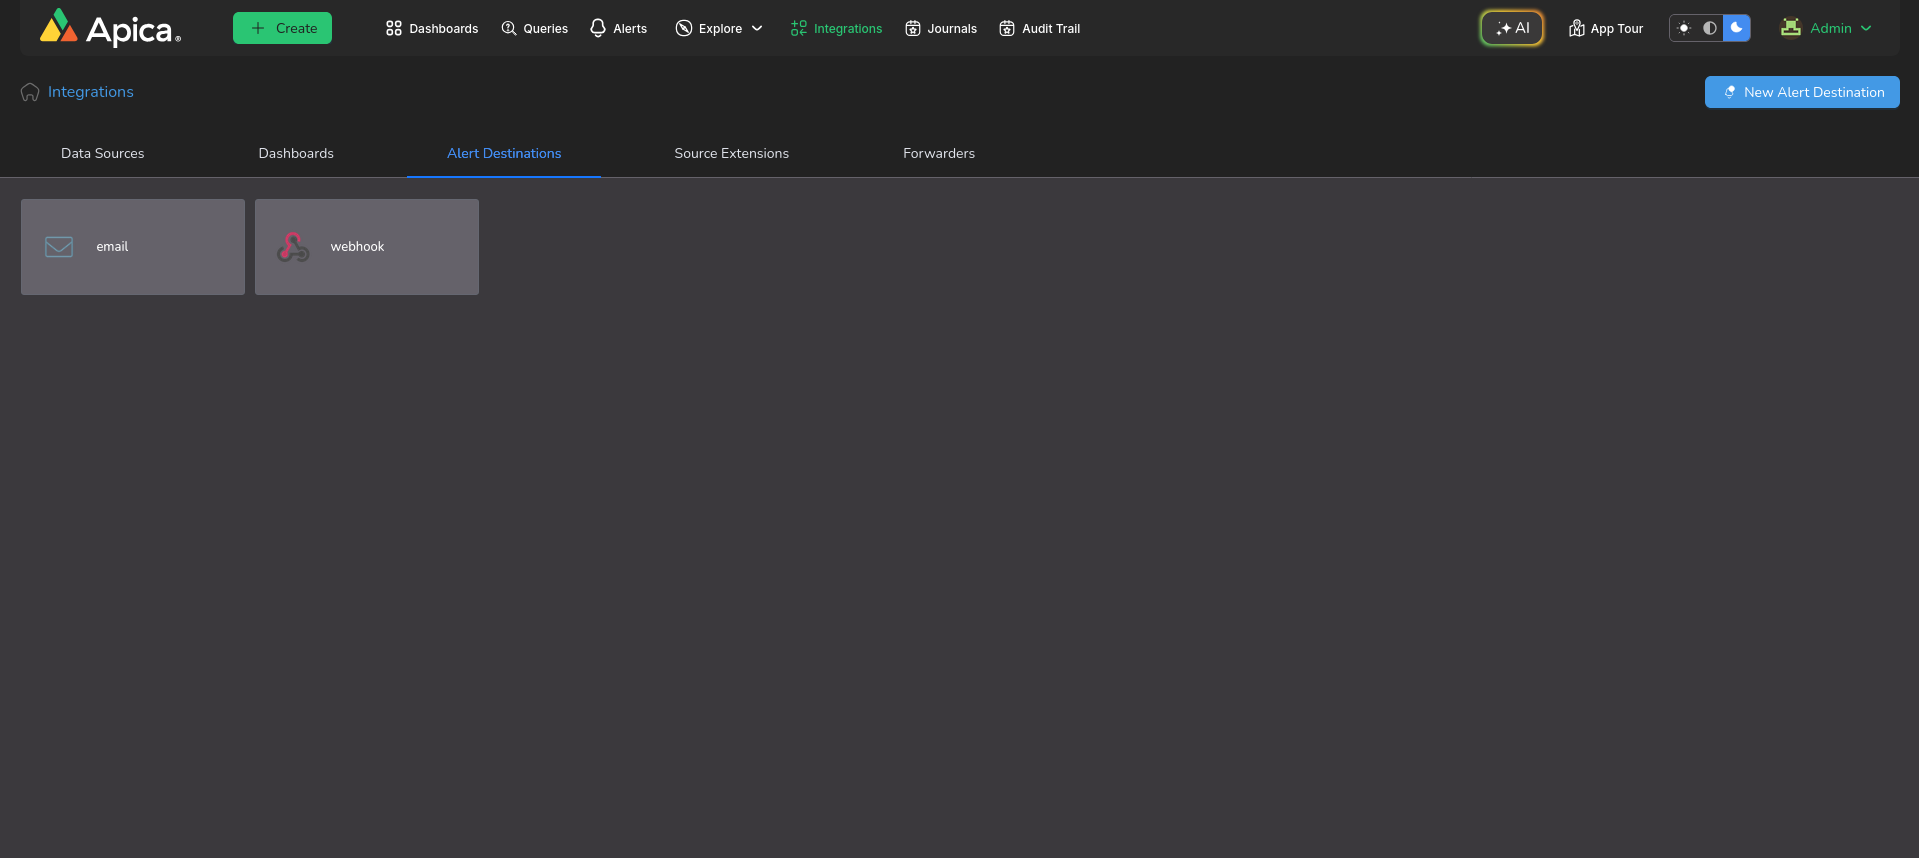 Apica®
Create
Dashboards
Queries
Alerts
Explore
Integrations
Journals
Audit Trail
AI
App Tour
Admin
Integrations
New Alert Destination
Data Sources
Dashboards
Alert Destinations
Source Extensions
Forwarders
email
webhook